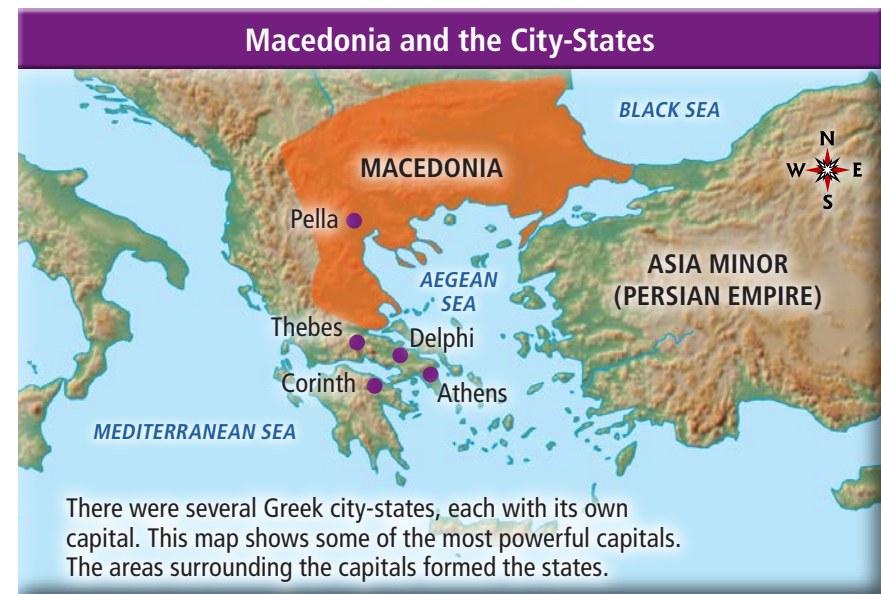 Macedonia and the City-States
BLACK SEA
N
W
E
S
MACEDONIA
Pella
ASIA MINOR
(PERSIAN EMPIRE)
AEGEAN
SEA
Thebes
Delphi
Corinth
Athens
MEDITERRANEAN SEA
There were several Greek city-states, each with its own
capital. This map shows some of the most powerful capitals.
The areas surrounding the capitals formed the states.